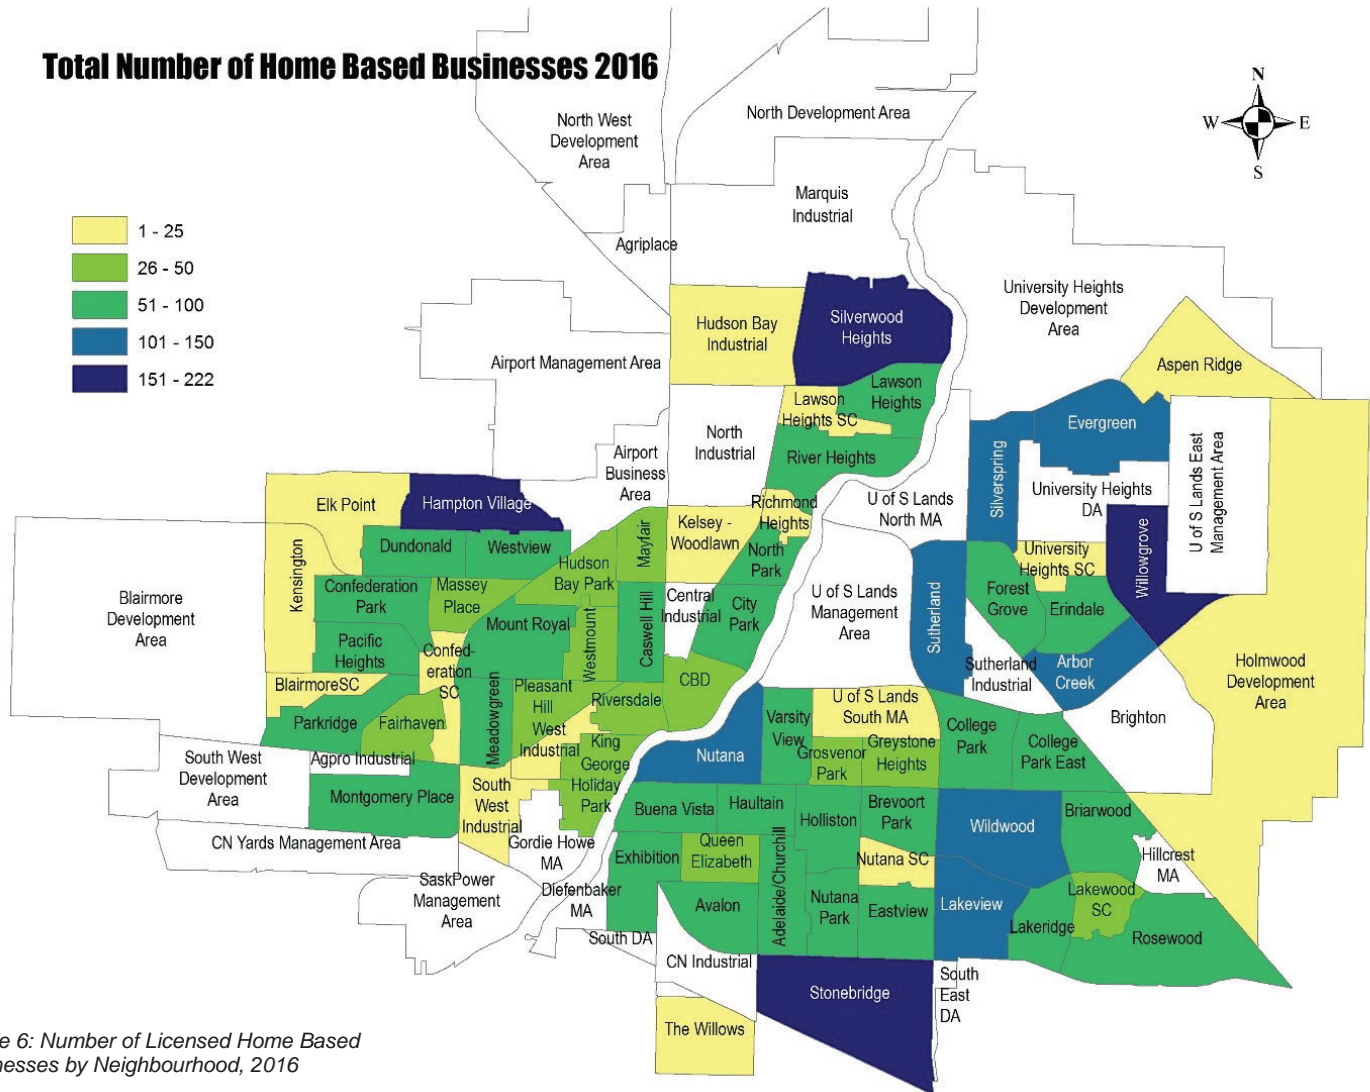 Total Number of Home Based Businesses 2016
N
W
E
S
1 - 25
26 - 50
51 - 100
101 - 150
151 - 222
North West
Development
Area
North Development Area
Marquis
Industrial
Agriplace
University Heights
Development
Area
Hudson Bay
Industrial
Silverwood
Heights
Airport Management Area
Aspen Ridge
Lawson
Heights
Lawson
Heights SC
Evergreen
North
Industrial
River Heights
Airport
Business
Area
Silverspring
University Heights
DA
U of S Lands East
Management Area
Elk Point
Hampton Village
U of S Lands
North MA
Richmond
Heights
Kelsey -
Woodlawn
Mayfair
Dundonald
Westview
Hudson
Bay Park
North
Park
University
Heights SC
Willowgrove
Kensington
Confederation
Park
Massey
Place
Blairmore
Development
Area
Central
Industrial
City
Park
U of S Lands
Management
Area
Forest
Grove
Erindale
Sutherland
Mount Royal
Westmount
Caswell Hill
Pacific
Heights
Confed-
eration
SC
Sutherland
Industrial
Arbor
Creek
Holmwood
Development
Area
BlairmoreSC
Meadowgreen
Pleasant
Hill
Riversdale
CBD
U of S Lands
South MA
Brighton
Parkridge
Fairhaven
West
Industrial
Varsity
View
College
Park
College
Park East
South West
Development
Area
Agpro Industrial
King
George
Nutana
Grosvenor
Park
Greystone
Heights
Montgomery Place
South
West
Industrial
Holiday
Park
Buena Vista
Haultain
Holliston
Brevoort
Park
Wildwood
Briarwood
CN Yards Management Area
Gordie Howe
MA
Exhibition
Queen
Elizabeth
Adelaide/Churchill
Nutana SC
Hillcrest
MA
SaskPower
Management
Area
Diefenbaker
MA
Avalon
Nutana
Park
Eastview
Lakeview
Lakewood
SC
Lakeridge
Rosewood
South DA
CN Industrial
Stonebridge
South
East
DA
The Willows
e 6: Number of Licensed Home Based
nesses by Neighbourhood, 2016